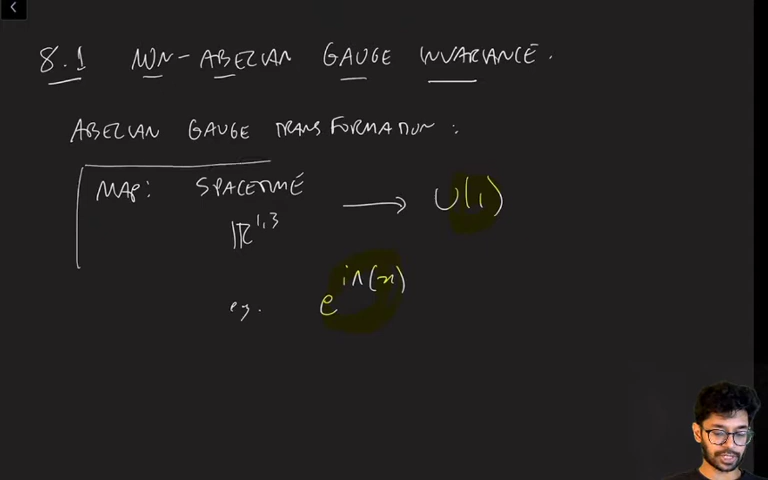 8.1 NON-ABELIAN GAUGE INVARIANCE.
ABELIAN GAUGE TRANSFORMATION :
MAP: SPACETIME ⟶ U(1)
ℝ^{1,3}
eg. e^{iΛ(x)}